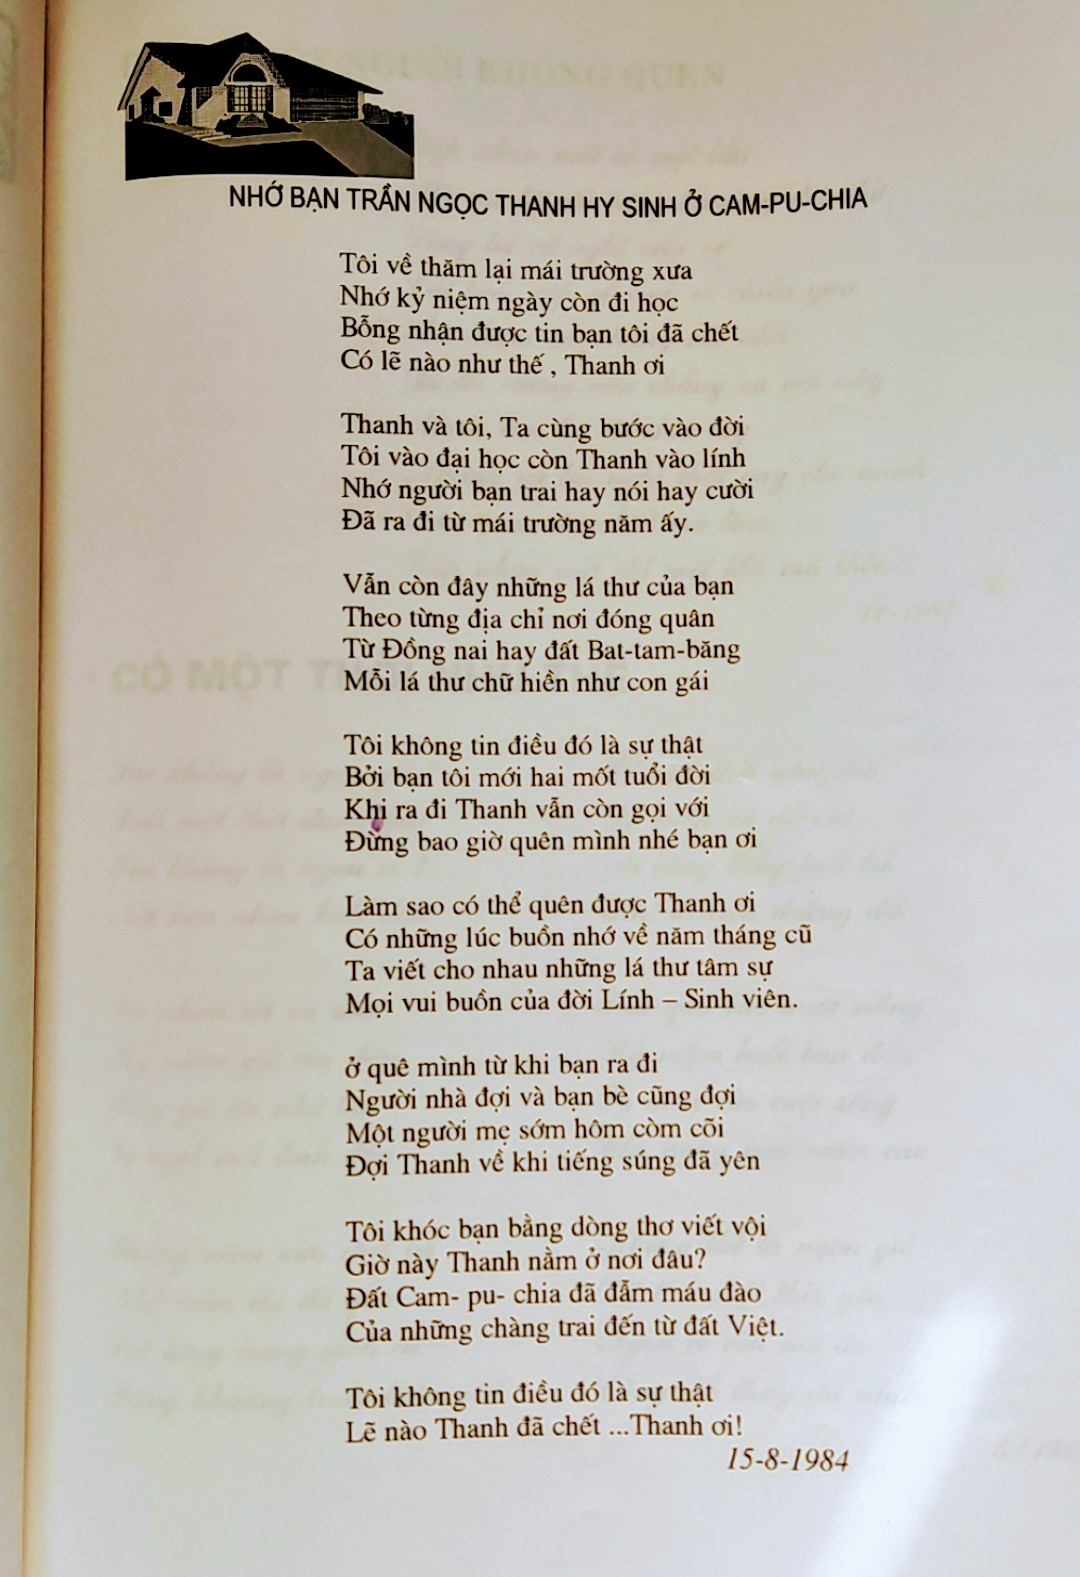 NHỚ BẠN TRẦN NGỌC THANH HY SINH Ở CAM-PU-CHIA
Tôi về thăm lại mái trường xưa
Nhớ kỷ niệm ngày còn đi học
Bỗng nhận được tin bạn tôi đã chết
Có lẽ nào như thế , Thanh ơi
Thanh và tôi, Ta cùng bước vào đời
Tôi vào đại học còn Thanh vào lính
Nhớ người bạn trai hay nói hay cười
Đã ra đi từ mái trường năm ấy.
Vẫn còn đây những lá thư của bạn
Theo từng địa chỉ nơi đóng quân
Từ Đồng nai hay đất Bat-tam-băng
Mỗi lá thư chữ hiền như con gái
Tôi không tin điều đó là sự thật
Bởi bạn tôi mới hai mốt tuổi đời
Khi ra đi Thanh vẫn còn gọi với
Đừng bao giờ quên mình nhé bạn ơi
Làm sao có thể quên được Thanh ơi
Có những lúc buồn nhớ về năm tháng cũ
Ta viết cho nhau những lá thư tâm sự
Mọi vui buồn của đời Lính – Sinh viên.
ở quê mình từ khi bạn ra đi
Người nhà đợi và bạn bè cũng đợi
Một người mẹ sớm hôm còm cõi
Đợi Thanh về khi tiếng súng đã yên
Tôi khóc bạn bằng dòng thơ viết vội
Giờ này Thanh nằm ở nơi đâu?
Đất Cam- pu- chia đã đẫm máu đào
Của những chàng trai đến từ đất Việt.
Tôi không tin điều đó là sự thật
Lẽ nào Thanh đã chết ...Thanh ơi!
15-8-1984